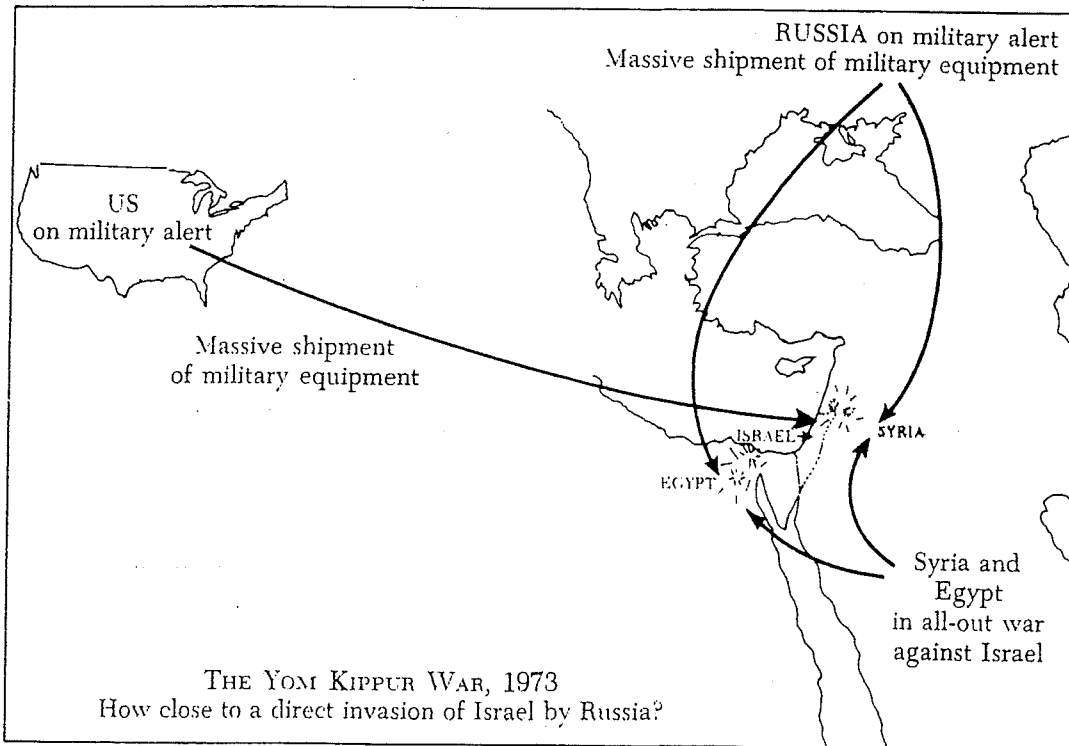 RUSSIA on military alert
Massive shipment of military equipment
US
on military alert
Massive shipment
of military equipment
ISRAEL
SYRIA
EGYPT
Syria and
Egypt
in all-out war
against Israel
THE YOM KIPPUR WAR, 1973
How close to a direct invasion of Israel by Russia?